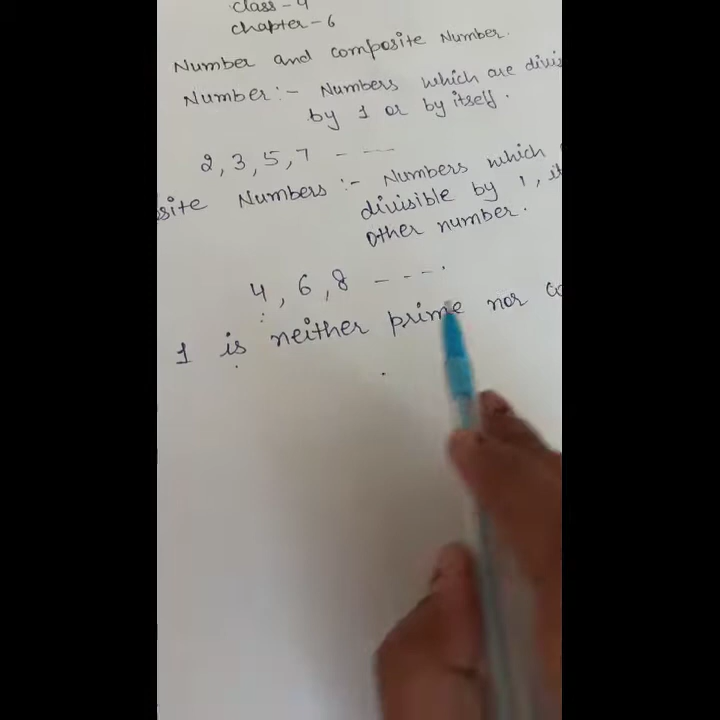 class - 4
chapter - 6
Number and composite Number.
Number :- Numbers which are
by 1 or by itself.
2, 3, 5, 7 - ---
Numbers :- Numbers which
divisible by 1,
other number.
4, 6, 8 - - - - .
1 is neither prime nor